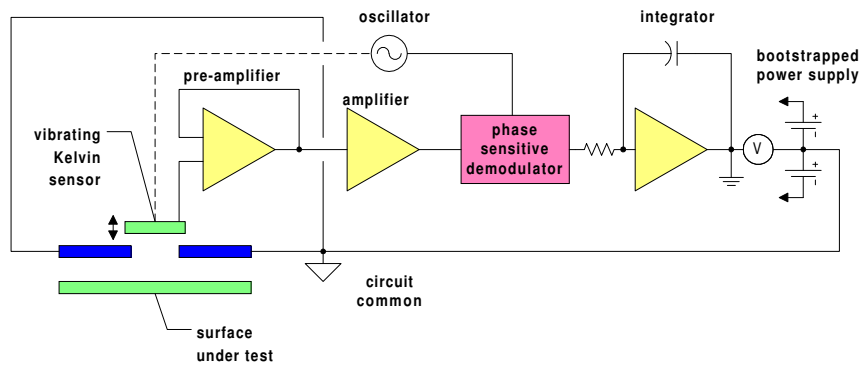 oscillator
integrator
bootstrapped
power supply
pre-amplifier
amplifier
vibrating
Kelvin
sensor
phase
sensitive
demodulator
V
+
−
+
−
circuit
common
surface
under test